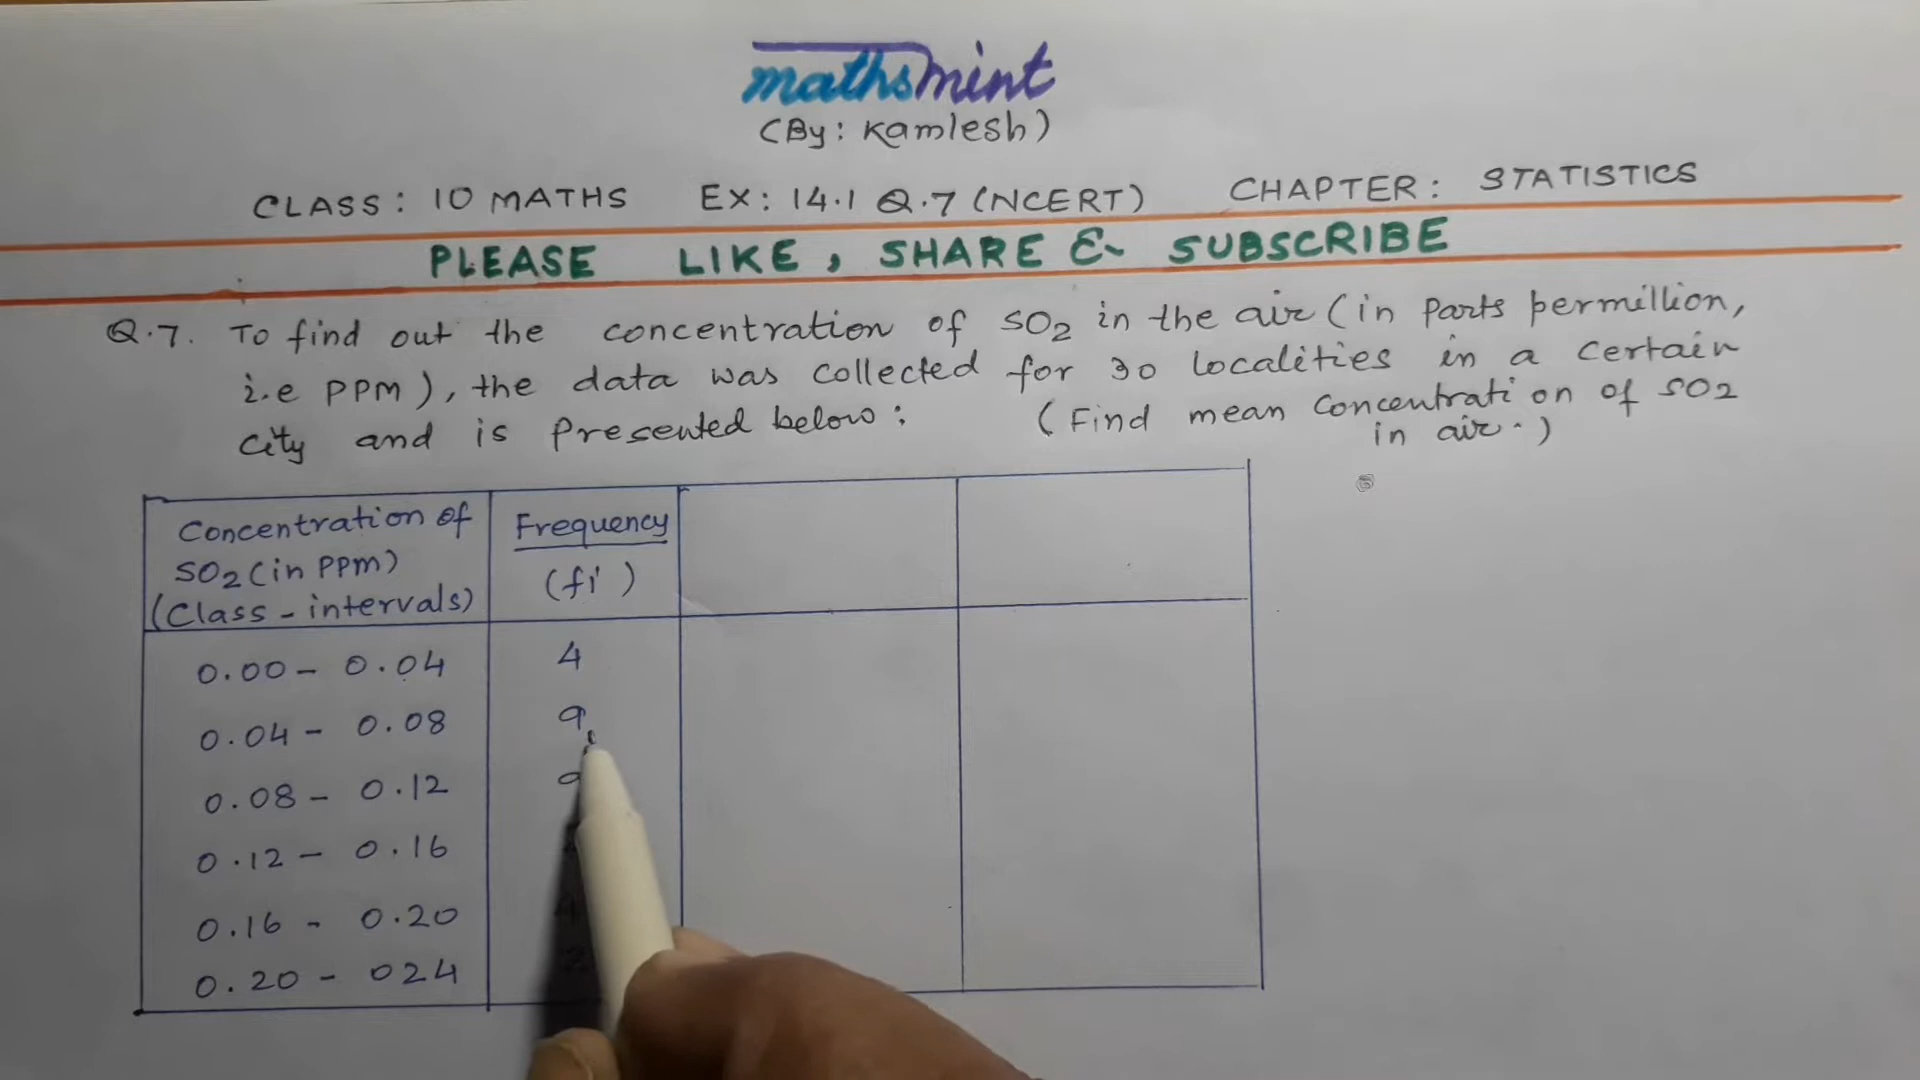 mathsmint
(By: Kamlesh)
CLASS: 10 MATHS EX: 14.1 Q.7 (NCERT) CHAPTER: STATISTICS
PLEASE LIKE, SHARE & SUBSCRIBE
Q.7. To find out the concentration of SO2 in the air (in parts permillion,
i.e PPM), the data was collected for 30 localities in a certain
city and is presented below: (Find mean concentration of SO2
in air.)
Concentration of
SO2 (in PPM)
(Class-intervals)
Frequency
(fi)
0.00 - 0.04 4
0.04 - 0.08 9
0.08 - 0.12 9
0.12 - 0.16
0.16 - 0.20
0.20 - 024